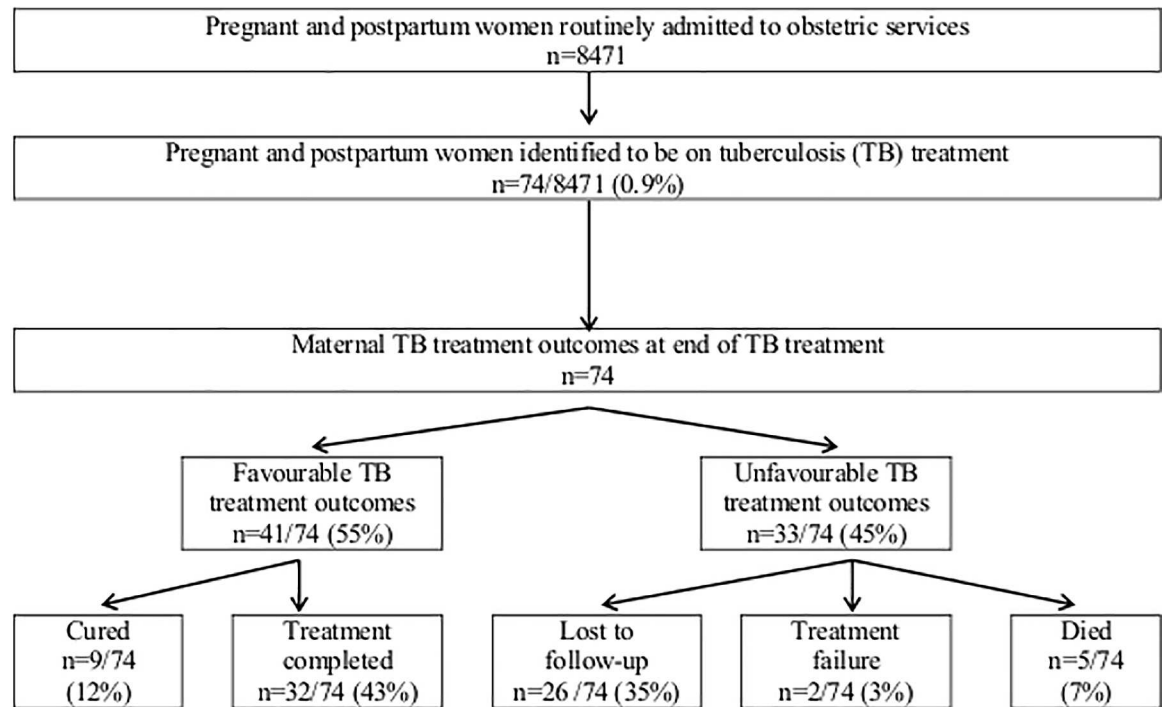 Pregnant and postpartum women routinely admitted to obstetric services
n=8471
Pregnant and postpartum women identified to be on tuberculosis (TB) treatment
n=74/8471 (0.9%)
Maternal TB treatment outcomes at end of TB treatment
n=74
Favourable TB
treatment outcomes
n=41/74 (55%)
Unfavourable TB
treatment outcomes
n=33/74 (45%)
Cured
n=9/74
(12%)
Treatment
completed
n=32/74 (43%)
Lost to
follow-up
n=26 /74 (35%)
Treatment
failure
n=2/74 (3%)
Died
n=5/74
(7%)